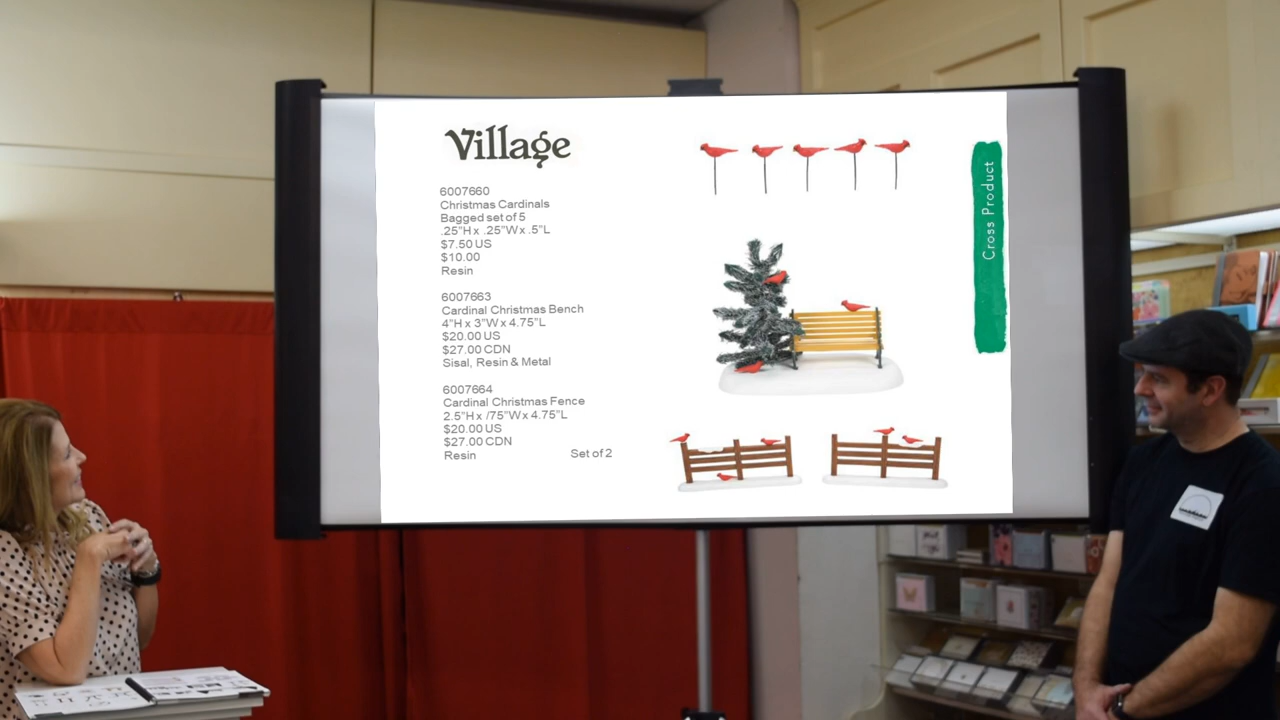 Village
6007660
Christmas Cardinals
Bagged set of 5
.25"H x .25"W x .5"L
$7.50 US
$10.00
Resin
6007663
Cardinal Christmas Bench
4"H x 3"W x 4.75"L
$20.00 US
$27.00 CDN
Sisal, Resin & Metal
6007664
Cardinal Christmas Fence
2.5"H x /75"W x 4.75"L
$20.00 US
$27.00 CDN
Resin Set of 2
Cross Product